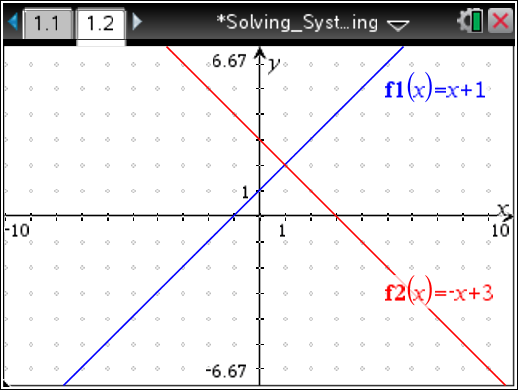 1.1 1.2 *Solving_Syst…ing
6.67 y
f1(x)=x+1
1
x
-10 1 10
f2(x)=-x+3
-6.67